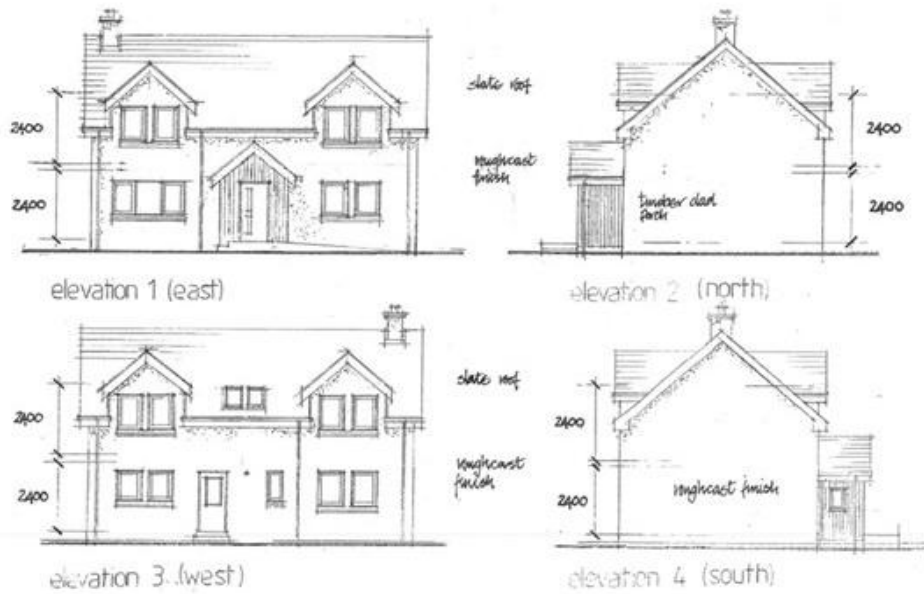 2400
2400
elevation 1 (east)
slate roof
roughcast
finish
timber clad
porch
2400
2400
elevation 2 (north)
2400
2400
elevation 3..(west)
slate roof
roughcast
finish
2400
2400
roughcast finish
elevation 4 (south)